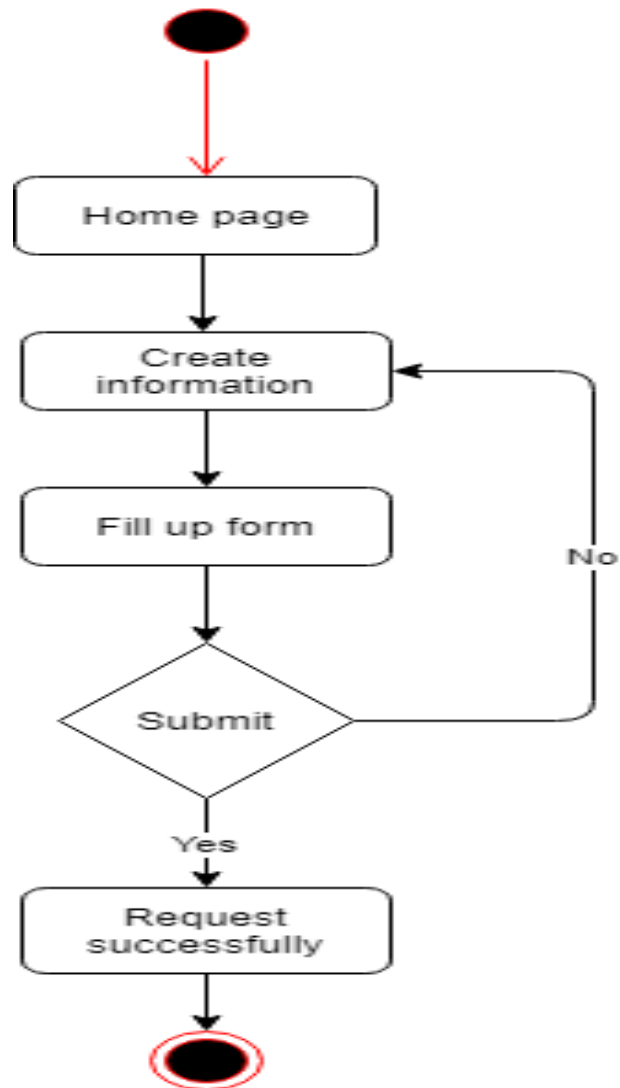 Home page
Create
information
Fill up form
No
Submit
Yes
Request
successfully